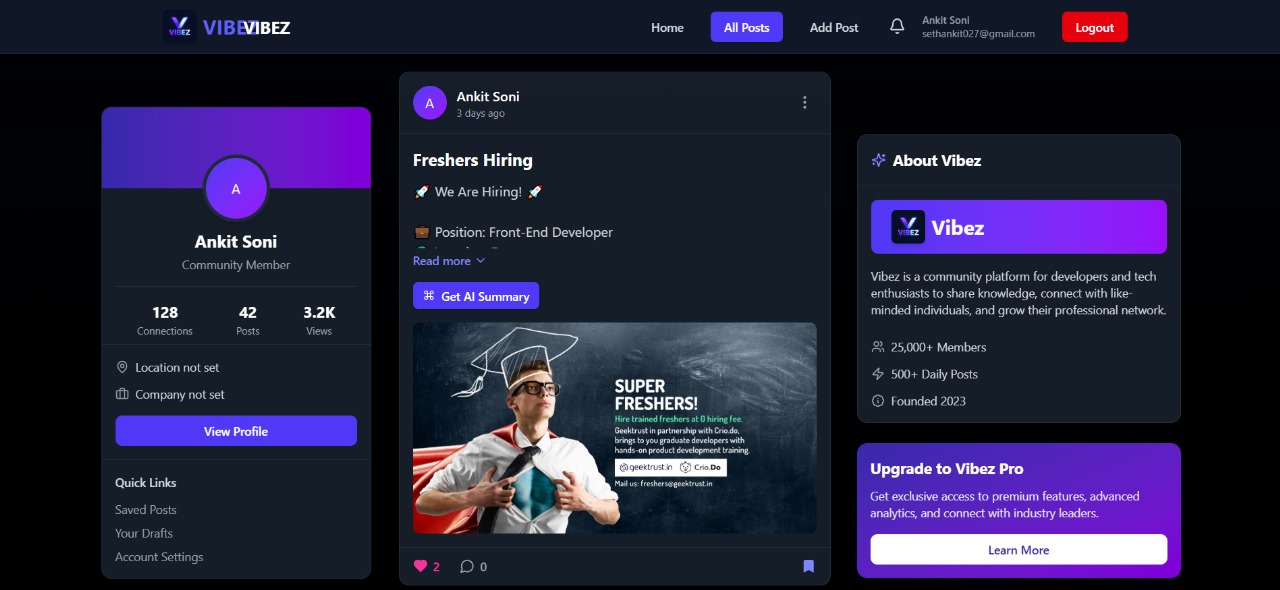 VIBEZ VIBEZ VIBEZ
Home
All Posts
Add Post
Ankit Soni
sethankit027@gmail.com
Logout
A
Ankit Soni
Community Member
128
Connections
42
Posts
3.2K
Views
Location not set
Company not set
View Profile
Quick Links
Saved Posts
Your Drafts
Account Settings
A
Ankit Soni
3 days ago
Freshers Hiring
🚀 We Are Hiring! 🚀
💼 Position: Front-End Developer
Read more
Get AI Summary
SUPER
FRESHERS!
Hire trained freshers at 0 hiring fee.
Geektrust in partnership with Crio.do,
brings to you graduate developers with
hands-on product development training.
geektrust.in Crio.Do
Mail us: freshers@geektrust.in
2
0
About Vibez
VIBEZ Vibez
Vibez is a community platform for developers and tech
enthusiasts to share knowledge, connect with like-
minded individuals, and grow their professional network.
25,000+ Members
500+ Daily Posts
Founded 2023
Upgrade to Vibez Pro
Get exclusive access to premium features, advanced
analytics, and connect with industry leaders.
Learn More